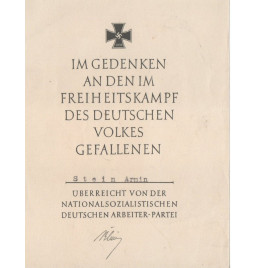 IM GEDENKEN
AN DEN IM
FREIHEITSKAMPF
DES DEUTSCHEN
VOLKES
GEFALLENEN
Stein Armin
ÜBERREICHT VON DER
NATIONALSOZIALISTISCHEN
DEUTSCHEN ARBEITER-PARTEI